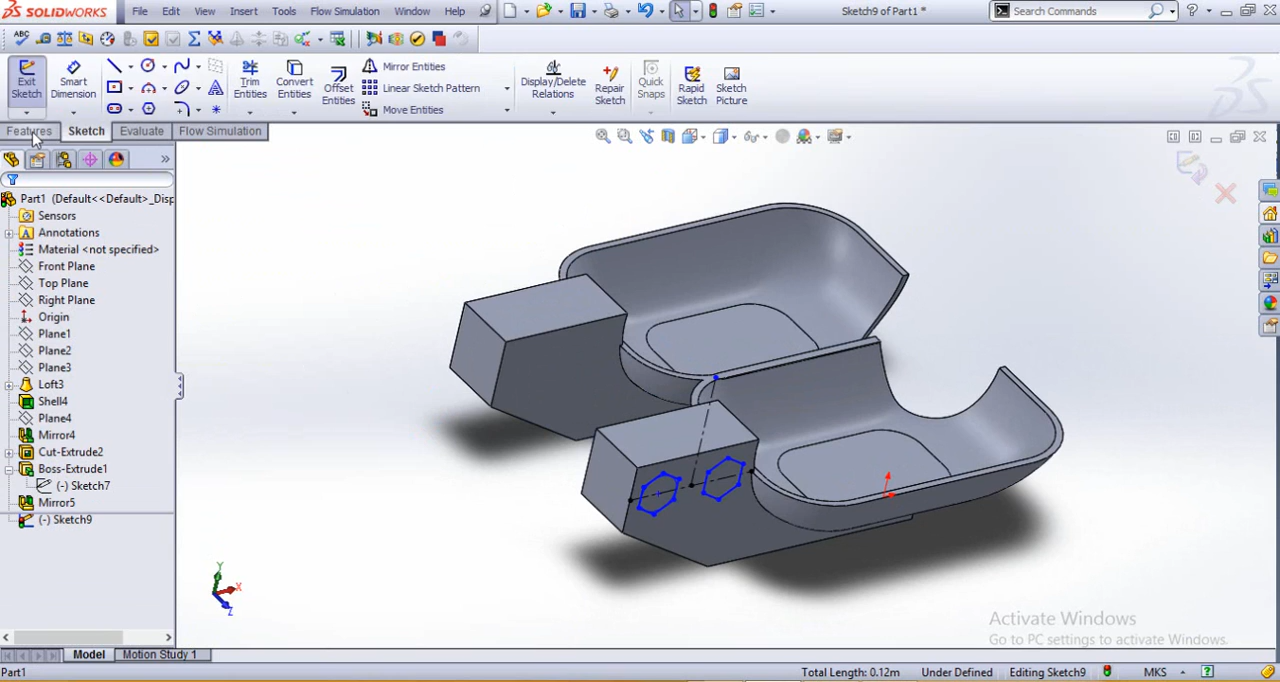 SOLIDWORKS File Edit View Insert Tools Flow Simulation Window Help Sketch9 of Part1 * Search Commands
Exit Sketch
Smart Dimension
Trim Entities
Convert Entities
Offset Entities
Mirror Entities
Linear Sketch Pattern
Move Entities
Display/Delete Relations
Repair Sketch
Quick Snaps
Rapid Sketch
Sketch Picture
Features Sketch Evaluate Flow Simulation
Part1 (Default<<Default>_Disp
Sensors
Annotations
Material <not specified>
Front Plane
Top Plane
Right Plane
Origin
Plane1
Plane2
Plane3
Loft3
Shell4
Plane4
Mirror4
Cut-Extrude2
Boss-Extrude1
(-) Sketch7
Mirror5
(-) Sketch9
Y
X
Z
Activate Windows
Go to PC settings to activate Windows.
Model Motion Study 1
Part1 Total Length: 0.12m Under Defined Editing Sketch9 MKS